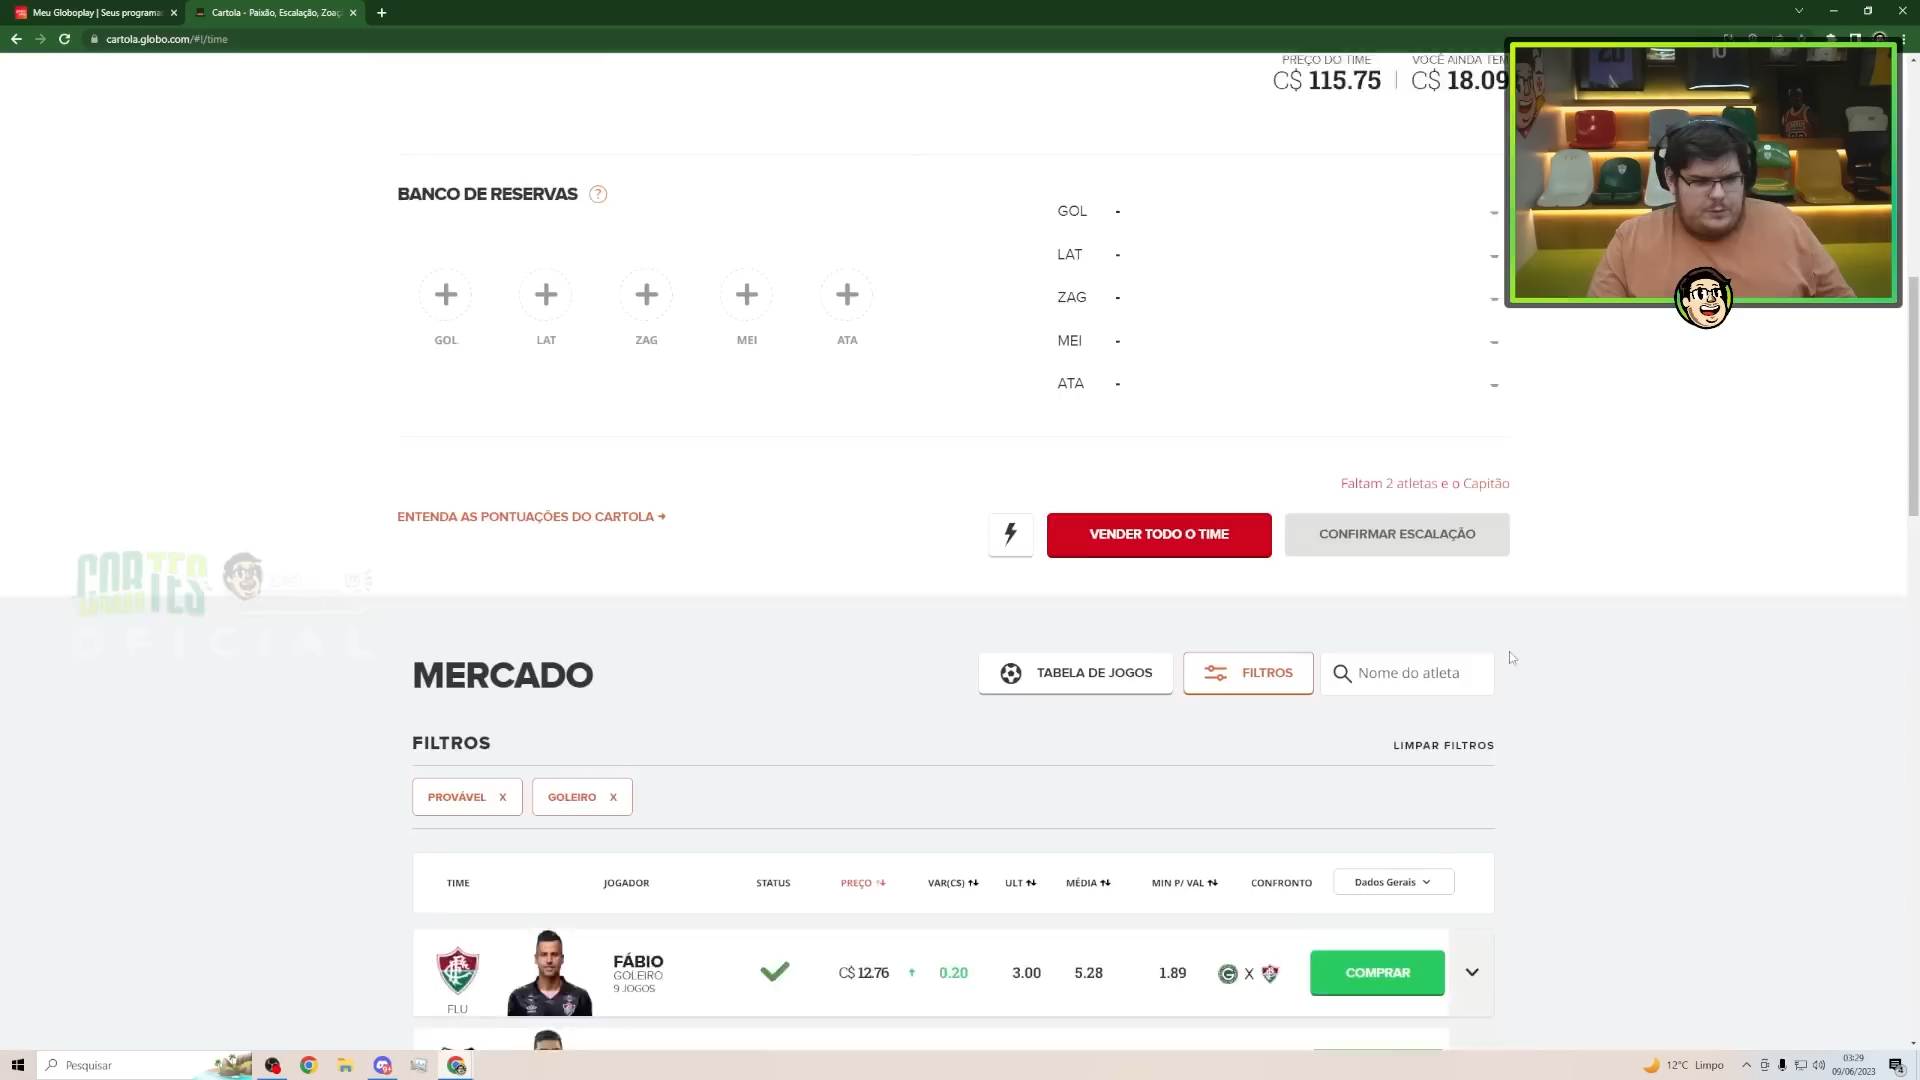 Meu Globoplay | Seus programas
Cartola - Paixão, Escalação, Zoaç
cartola.globo.com/#!/time
PREÇO DO TIME
VOCÊ AINDA TEM
C$ 115.75
C$ 18.09
BANCO DE RESERVAS ?
GOL -
LAT -
ZAG -
MEI -
ATA -
GOL
LAT
ZAG
MEI
ATA
Faltam 2 atletas e o Capitão
ENTENDA AS PONTUAÇÕES DO CARTOLA
VENDER TODO O TIME
CONFIRMAR ESCALAÇÃO
CORTES
OFICIAL
MERCADO
TABELA DE JOGOS
FILTROS
Nome do atleta
FILTROS
LIMPAR FILTROS
PROVÁVEL X
GOLEIRO X
TIME JOGADOR STATUS PREÇO VAR(C$) ULT MÉDIA MIN P/ VAL CONFRONTO Dados Gerais
FÁBIO
GOLEIRO
9 JOGOS
FLU
C$ 12.76 0.20 3.00 5.28 1.89 X COMPRAR
Pesquisar
12°C Limpo
03:29
09/06/2023